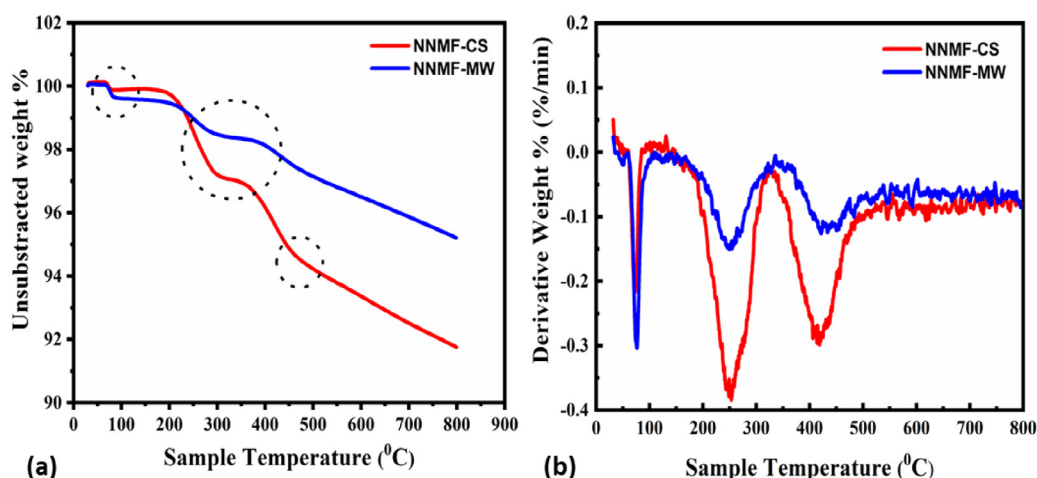 102
100
98
96
94
92
90
Unsubstracted weight %
NNMF-CS
NNMF-MW
0 100 200 300 400 500 600 700 800 900
Sample Temperature (⁰C)
(a)
0.2
0.1
0.0
-0.1
-0.2
-0.3
-0.4
Derivative Weight % (%/min)
NNMF-CS
NNMF-MW
0 100 200 300 400 500 600 700 800
Sample Temperature (⁰C)
(b)